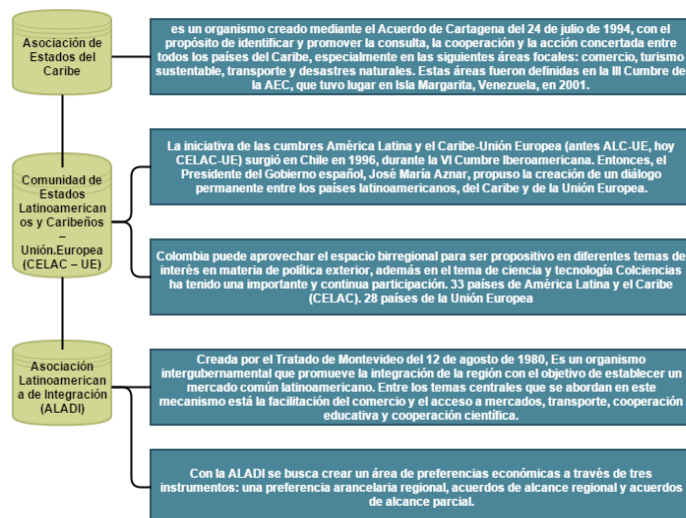 Asociación de
Estados del
Caribe
es un organismo creado mediante el Acuerdo de Cartagena del 24 de julio de 1994, con el
propósito de identificar y promover la consulta, la cooperación y la acción concertada entre
todos los países del Caribe, especialmente en las siguientes áreas focales: comercio, turismo
sustentable, transporte y desastres naturales. Estas áreas fueron definidas en la III Cumbre de
la AEC, que tuvo lugar en Isla Margarita, Venezuela, en 2001.
Comunidad de
Estados
Latinoamerican
os y Caribeños
–
Unión.Europea
(CELAC – UE)
La iniciativa de las cumbres América Latina y el Caribe-Unión Europea (antes ALC-UE, hoy
CELAC-UE) surgió en Chile en 1996, durante la VI Cumbre Iberoamericana. Entonces, el
Presidente del Gobierno español, José María Aznar, propuso la creación de un diálogo
permanente entre los países latinoamericanos, del Caribe y de la Unión Europea.
Colombia puede aprovechar el espacio birregional para ser propositivo en diferentes temas de
interés en materia de política exterior, además en el tema de ciencia y tecnología Colciencias
ha tenido una importante y continua participación. 33 países de América Latina y el Caribe
(CELAC). 28 países de la Unión Europea
Asociación
Latinoamerican
a de Integración
(ALADI)
Creada por el Tratado de Montevideo del 12 de agosto de 1980, Es un organismo
intergubernamental que promueve la integración de la región con el objetivo de establecer un
mercado común latinoamericano. Entre los temas centrales que se abordan en este
mecanismo está la facilitación del comercio y el acceso a mercados, transporte, cooperación
educativa y cooperación científica.
Con la ALADI se busca crear un área de preferencias económicas a través de tres
instrumentos: una preferencia arancelaria regional, acuerdos de alcance regional y acuerdos
de alcance parcial.